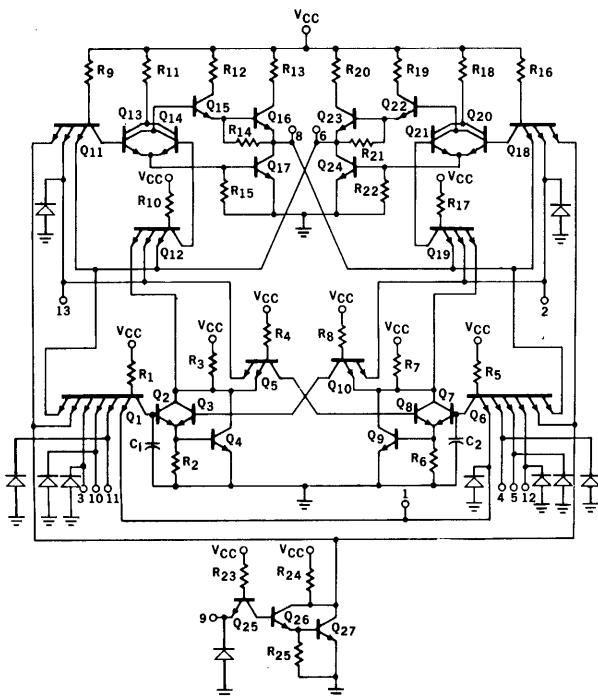 VCC
R9 R11 R12 R13 R20 R19 R18 R16
Q13 Q14 Q15 Q16 Q23 Q22 Q20
Q11 R14 8 6 R21 Q21 Q18
Q17 Q24
VCC R15 R22 VCC
R10 R17
Q12 Q19
13 2
VCC VCC
VCC R4 R8 VCC
VCC R3 R7 VCC
R1 Q5 Q10 R5
Q2 Q3 Q8 Q7
Q1 Q4 Q9 Q6
C1 R2 R6 C2
3 10 11 1 4 5 12
VCC VCC
R23 R24
9 Q25 Q26 Q27
R25